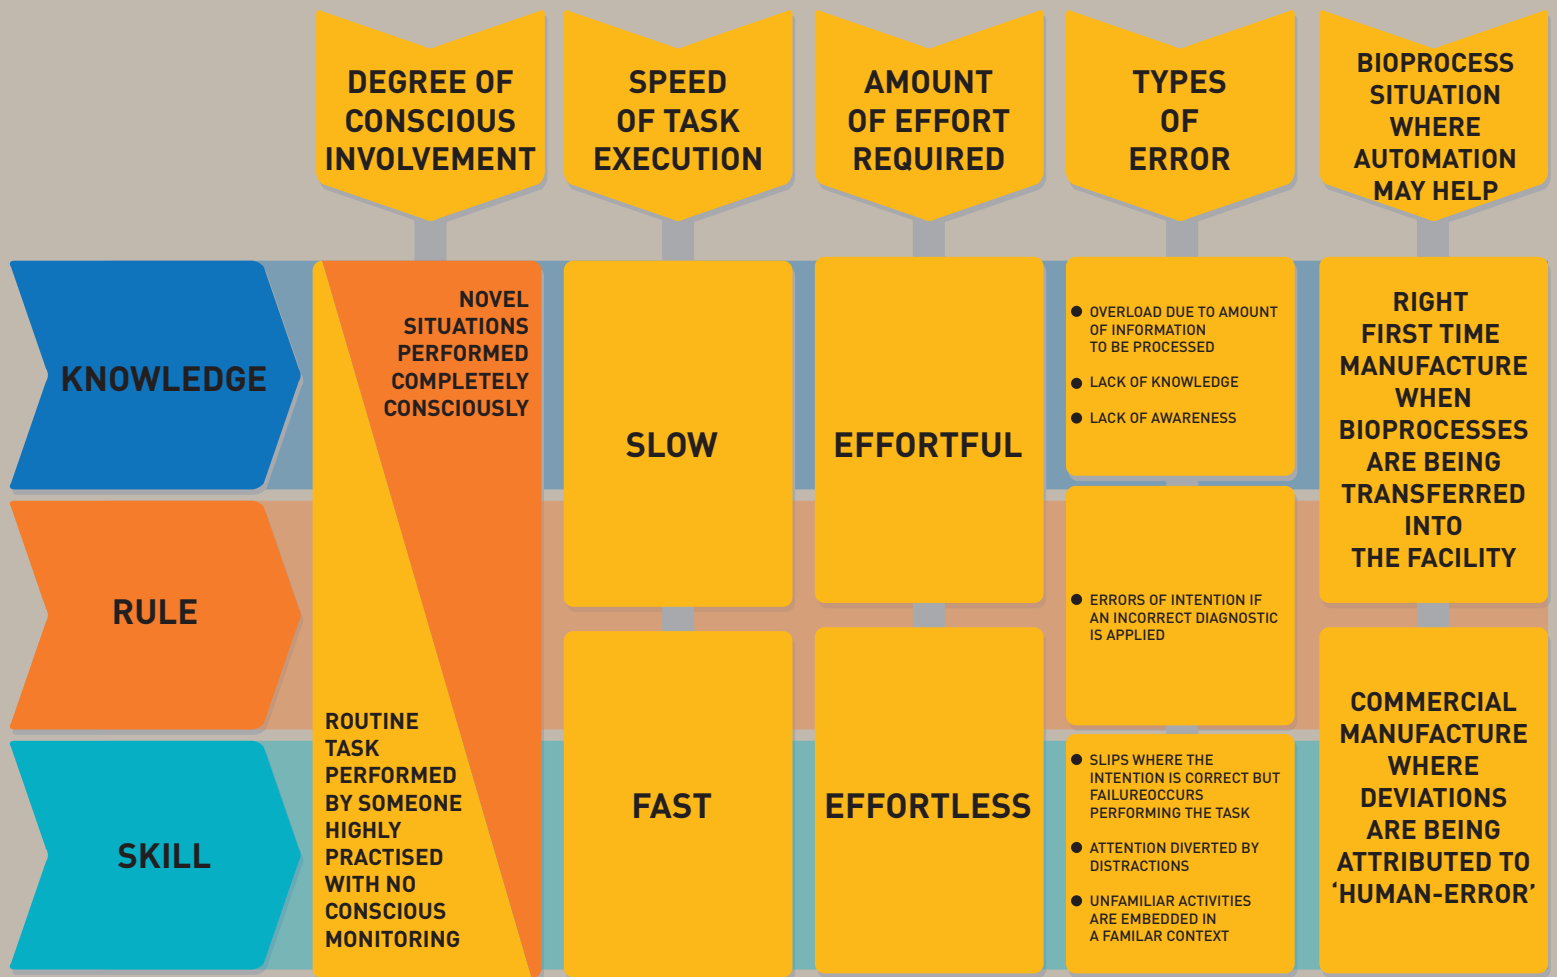 DEGREE OF
CONSCIOUS
INVOLVEMENT
SPEED
OF TASK
EXECUTION
AMOUNT
OF EFFORT
REQUIRED
TYPES
OF
ERROR
BIOPROCESS
SITUATION
WHERE
AUTOMATION
MAY HELP
KNOWLEDGE
NOVEL
SITUATIONS
PERFORMED
COMPLETELY
CONSCIOUSLY
SLOW
EFFORTFUL
● OVERLOAD DUE TO AMOUNT
OF INFORMATION
TO BE PROCESSED
● LACK OF KNOWLEDGE
● LACK OF AWARENESS
RIGHT
FIRST TIME
MANUFACTURE
WHEN
BIOPROCESSES
ARE BEING
TRANSFERRED
INTO
THE FACILITY
RULE
● ERRORS OF INTENTION IF
AN INCORRECT DIAGNOSTIC
IS APPLIED
SKILL
ROUTINE
TASK
PERFORMED
BY SOMEONE
HIGHLY
PRACTISED
WITH NO
CONSCIOUS
MONITORING
FAST
EFFORTLESS
● SLIPS WHERE THE
INTENTION IS CORRECT BUT
FAILUREOCCURS
PERFORMING THE TASK
● ATTENTION DIVERTED BY
DISTRACTIONS
● UNFAMILIAR ACTIVITIES
ARE EMBEDDED IN
A FAMILAR CONTEXT
COMMERCIAL
MANUFACTURE
WHERE
DEVIATIONS
ARE BEING
ATTRIBUTED TO
‘HUMAN-ERROR’